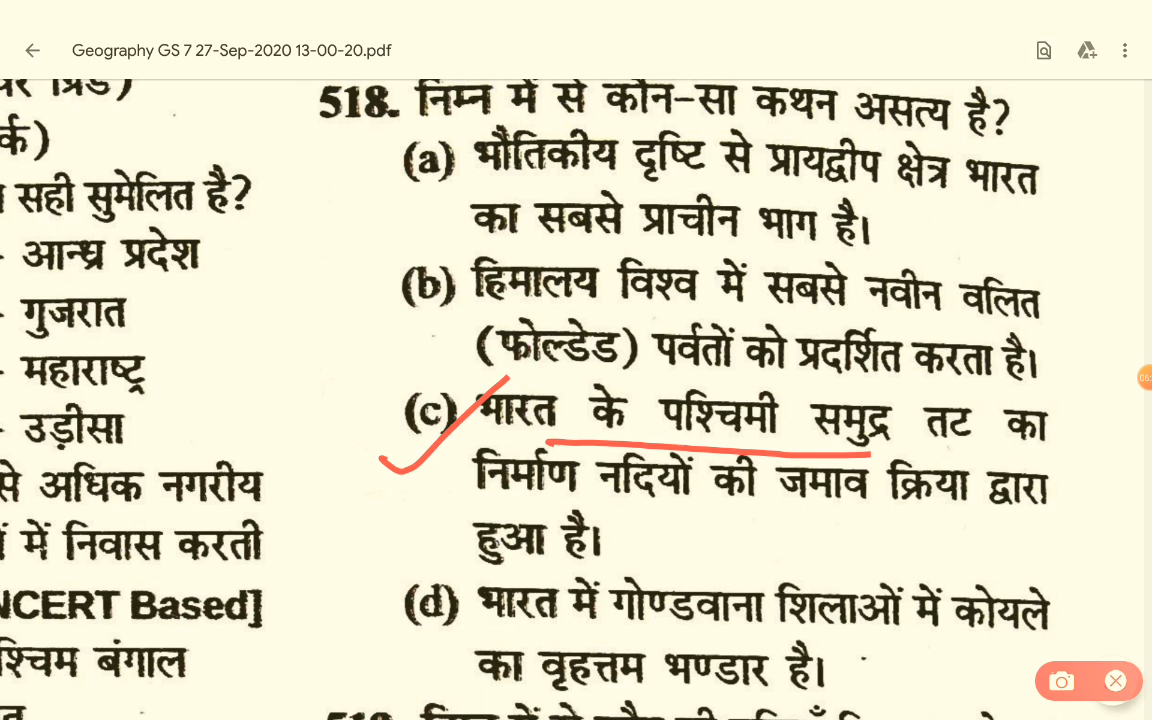 Geography GS 7 27-Sep-2020 13-00-20.pdf
र्क)
सही सुमेलित है?
- आन्ध्र प्रदेश
- गुजरात
- महाराष्ट्र
- उड़ीसा
से अधिक नगरीय
में निवास करती
NCERT Based]
श्चिम बंगाल
518. निम्न में से कौन-सा कथन असत्य है?
(a) भौतिकीय दृष्टि से प्रायद्वीप क्षेत्र भारत
का सबसे प्राचीन भाग है।
(b) हिमालय विश्व में सबसे नवीन वलित
(फोल्डेड) पर्वतों को प्रदर्शित करता है।
(c) भारत के पश्चिमी समुद्र तट का
निर्माण नदियों की जमाव क्रिया द्वारा
हुआ है।
(d) भारत में गोण्डवाना शिलाओं में कोयले
का वृहत्तम भण्डार है।